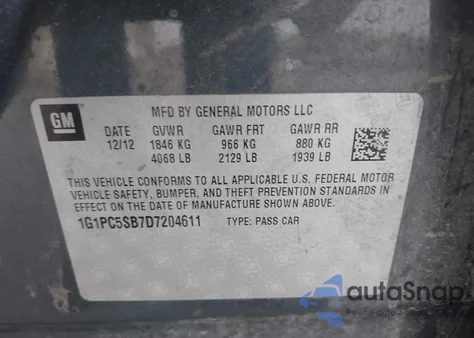 GM
MFD BY GENERAL MOTORS LLC
DATE GVWR GAWR FRT GAWR RR
12/12 1846 KG 966 KG 880 KG
4068 LB 2129 LB 1939 LB
THIS VEHICLE CONFORMS TO ALL APPLICABLE U.S. FEDERAL MOTOR
VEHICLE SAFETY, BUMPER, AND THEFT PREVENTION STANDARDS IN
EFFECT ON THE DATE OF MANUFACTURE SHOWN ABOVE.
1G1PC5SB7D7204611 TYPE: PASS CAR
autoSnap